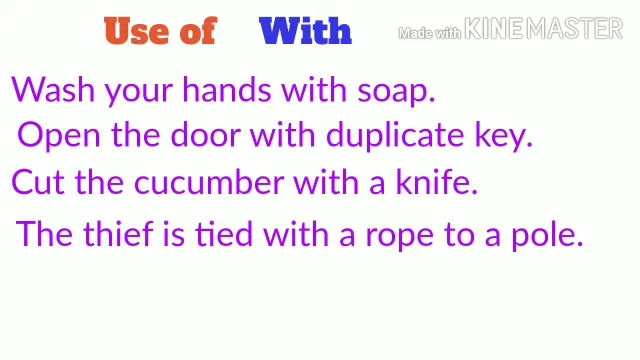 Use of With
Made with KINEMASTER
Wash your hands with soap.
Open the door with duplicate key.
Cut the cucumber with a knife.
The thief is tied with a rope to a pole.